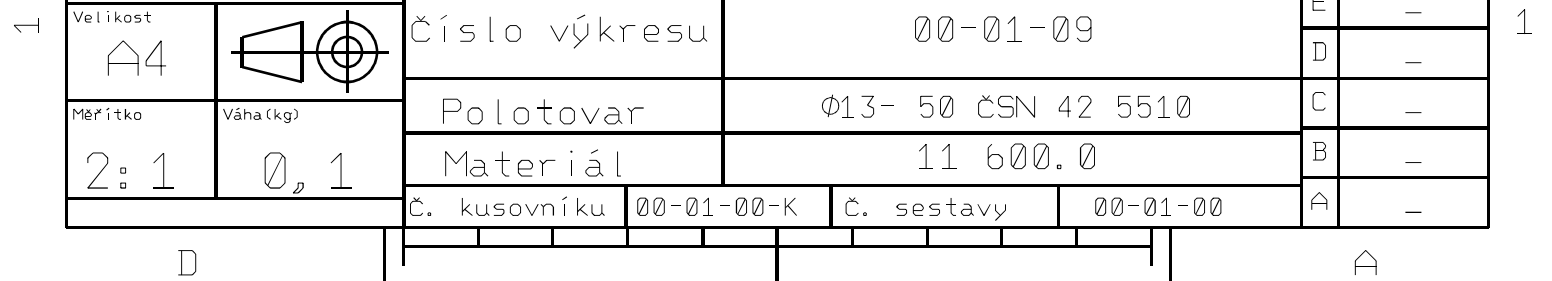 1
Velikost
A4
Číslo výkresu
00-01-09
E
–
1
D
–
Měřítko
Váha(kg)
Polotovar
Φ13- 50 ČSN 42 5510
C
–
2:1
0,1
Materiál
11 600.0
B
–
Č. kusovníku
00-01-00-K
Č. sestavy
00-01-00
A
–
D
A